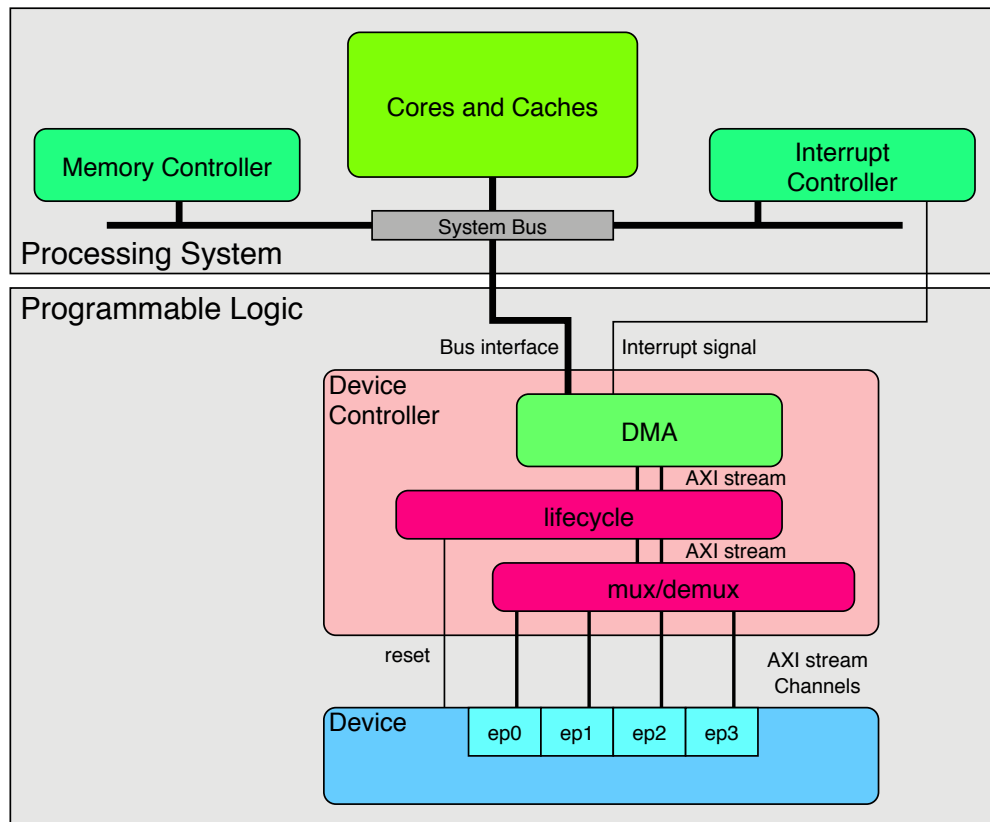 Cores and Caches
Memory Controller
Interrupt
Controller
System Bus
Processing System
Programmable Logic
Bus interface
Interrupt signal
Device
Controller
DMA
AXI stream
lifecycle
AXI stream
mux/demux
reset
AXI stream
Channels
Device
ep0
ep1
ep2
ep3